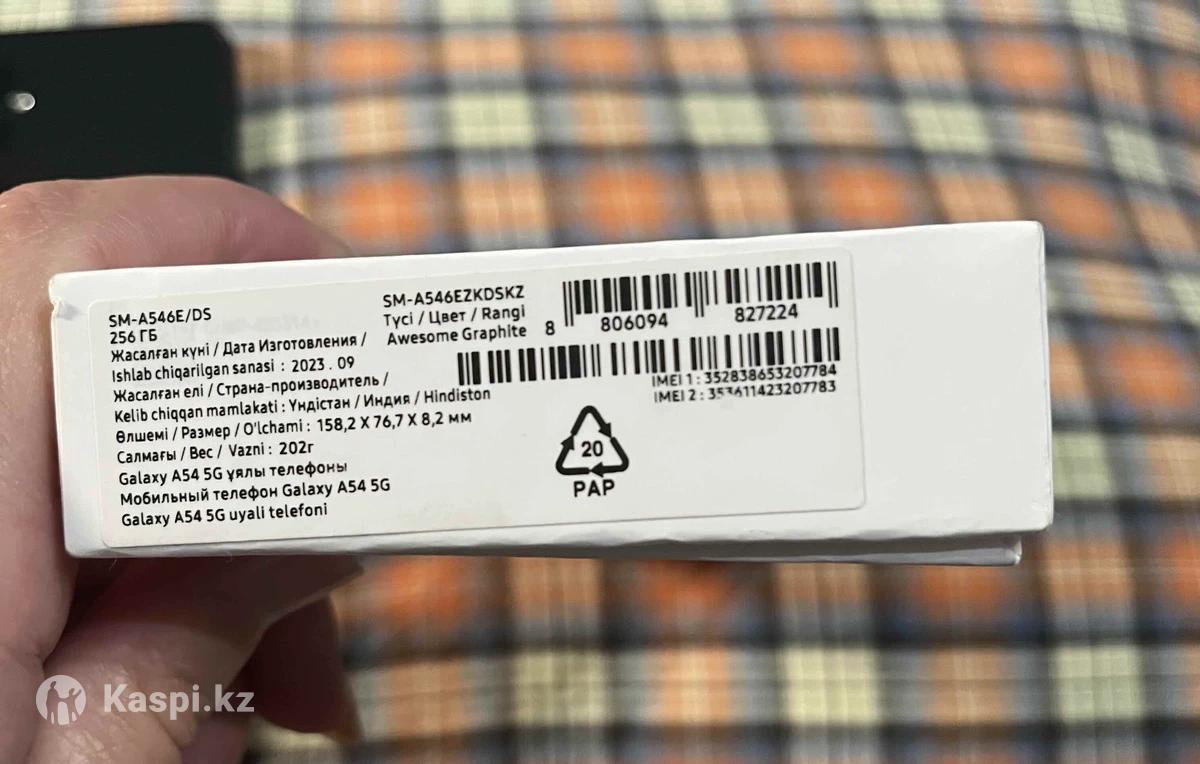 SM-A546E/DS
256 ГБ
Жасалған күні / Дата Изготовления /
Ishlab chiqarilgan sanasi : 2023 . 09
Жасалған елі / Страна-производитель /
Kelib chiqqan mamlakati : Үндістан / Индия / Hindiston
Өлшемі / Размер / O'lchami : 158,2 X 76,7 X 8,2 мм
Салмағы / Вес / Vazni : 202г
Galaxy A54 5G ұялы телефоны
Мобильный телефон Galaxy A54 5G
Galaxy A54 5G uyali telefoni
SM-A546EZKDSKZ
Түсі / Цвет / Rangi
Awesome Graphite
8 806094 827224
IMEI 1 : 352838653207784
IMEI 2 : 353611423207783
20
PAP
Kaspi.kz